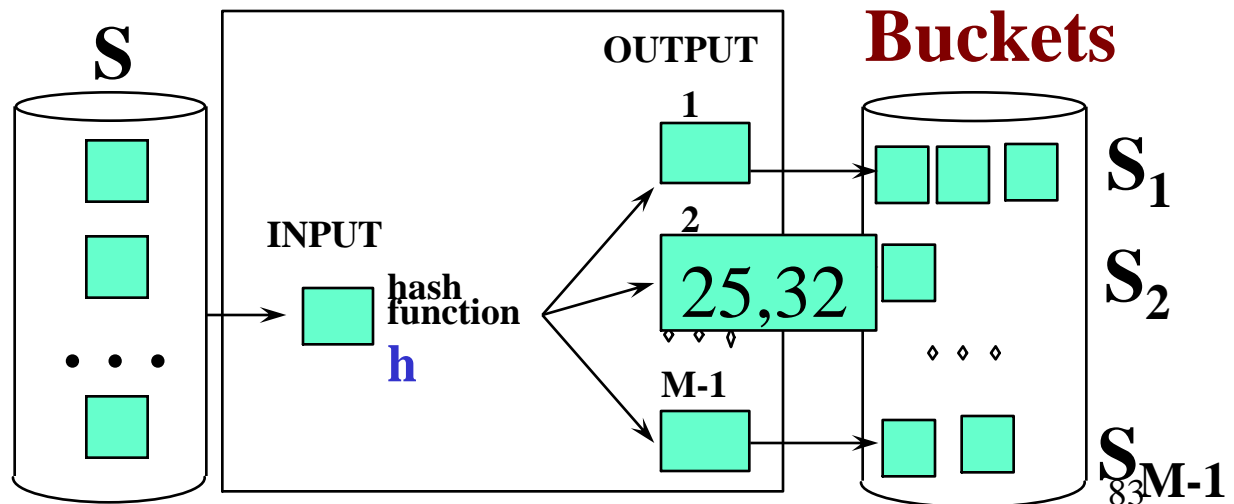 S
OUTPUT
Buckets
1
S1
2
INPUT
25,32
S2
hash
function
h
M-1
SM-1
83